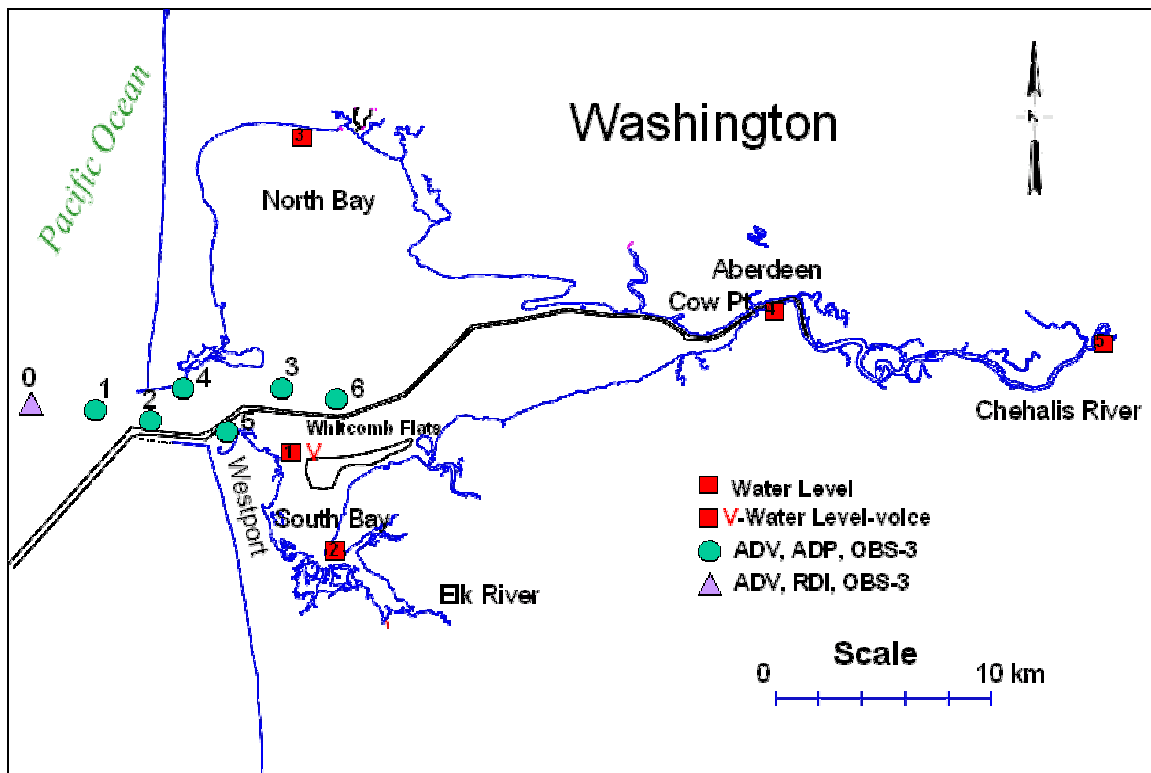 Pacific Ocean
Washington
N
3
North Bay
Aberdeen
Cow Pt
4
5
Chehalis River
0
1
2
4
3
6
5
Whitcomb Flats
1 V
Westport
South Bay
2
Elk River
Water Level
V-Water Level-voice
ADV, ADP, OBS-3
ADV, RDI, OBS-3
Scale
0 10 km